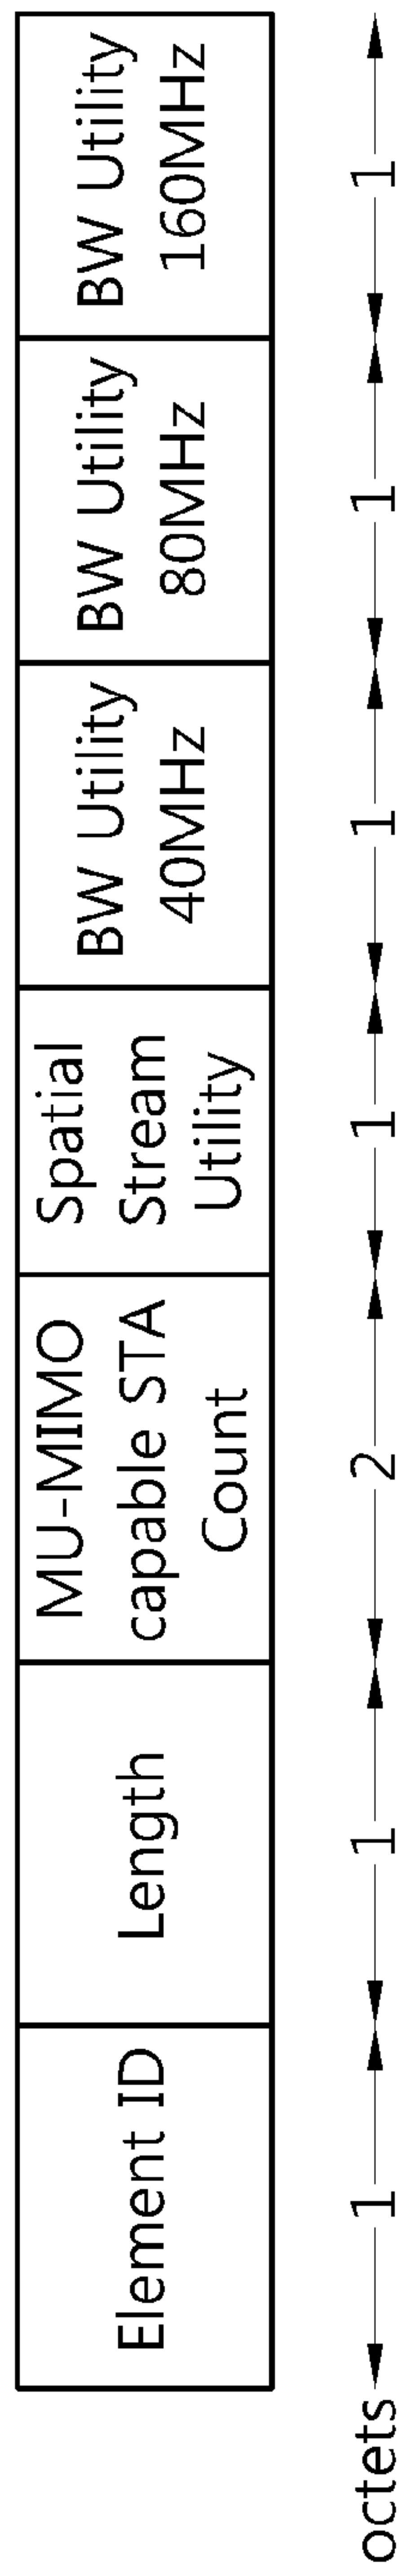 Element ID
Length
MU-MIMO
capable STA
Count
Spatial
Stream
Utility
BW Utility
40MHz
BW Utility
80MHz
BW Utility
160MHz
octets
1
1
2
1
1
1
1